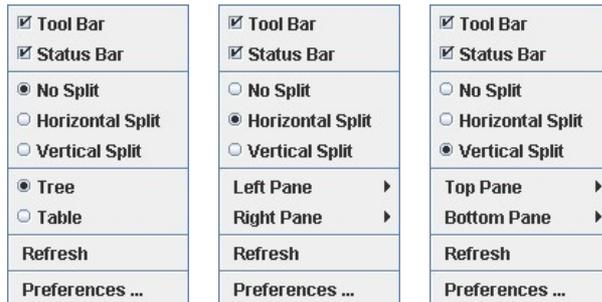 Tool Bar
Status Bar
No Split
Horizontal Split
Vertical Split
Tree
Table
Refresh
Preferences ...
Tool Bar
Status Bar
No Split
Horizontal Split
Vertical Split
Left Pane
Right Pane
Refresh
Preferences ...
Tool Bar
Status Bar
No Split
Horizontal Split
Vertical Split
Top Pane
Bottom Pane
Refresh
Preferences ...